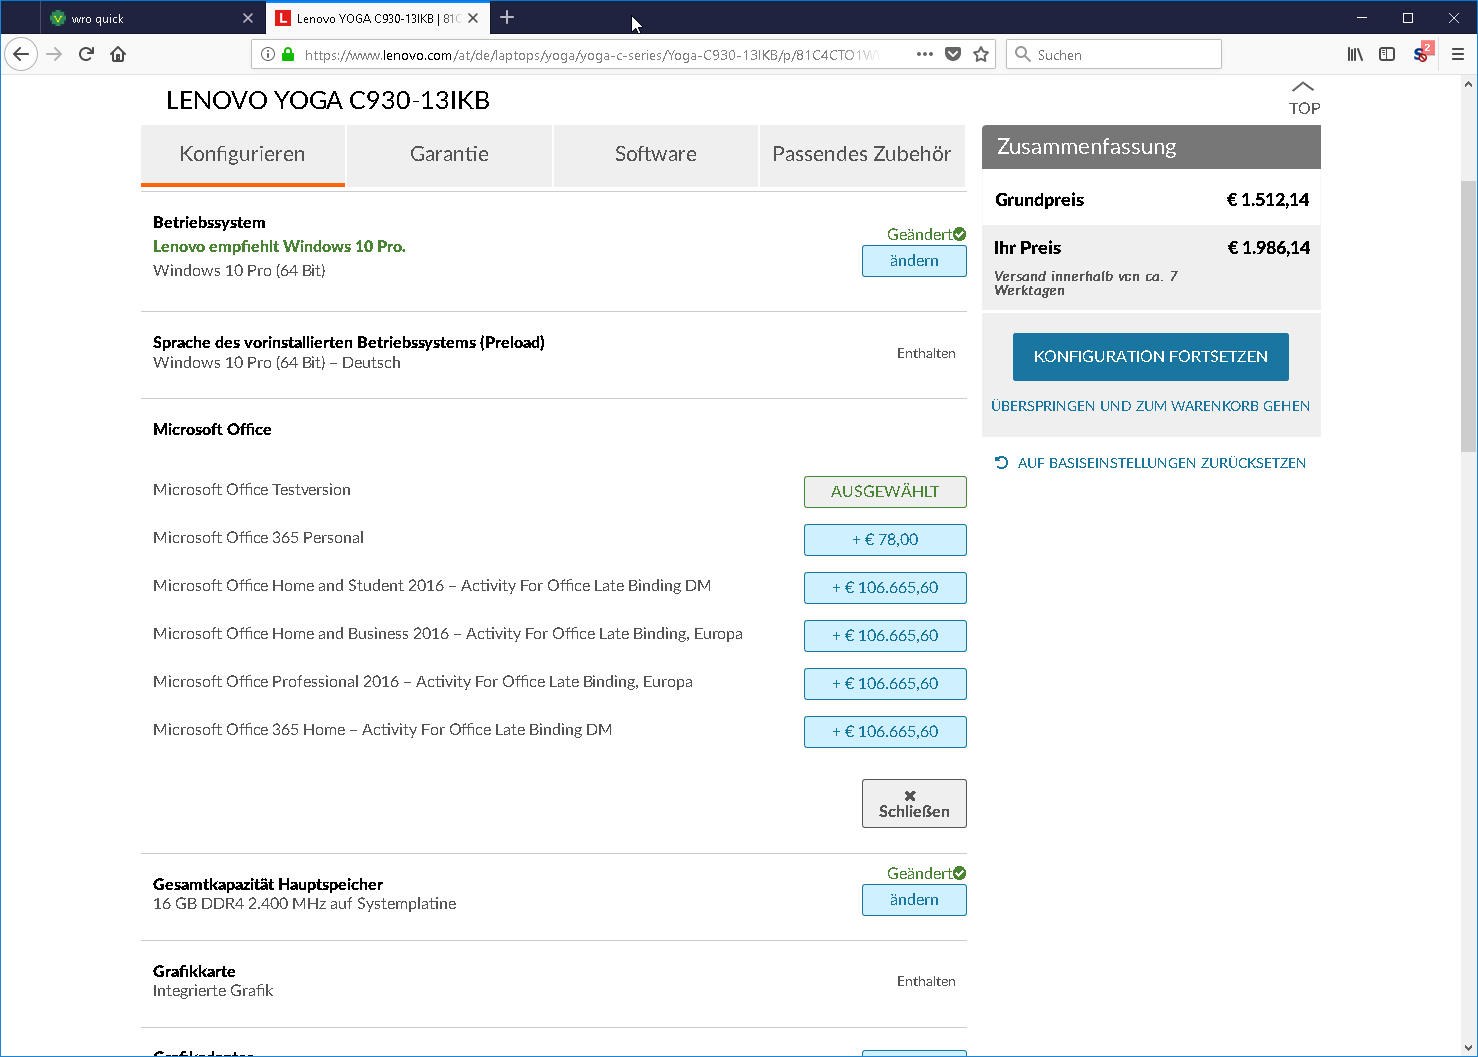 wro quick
Lenovo YOGA C930-13IKB | 81C
https://www.lenovo.com/at/de/laptops/yoga/yoga-c-series/Yoga-C930-13IKB/p/81C4CTO1W
Suchen
2
LENOVO YOGA C930-13IKB
TOP
Konfigurieren
Garantie
Software
Passendes Zubehör
Zusammenfassung
Grundpreis
€ 1.512,14
Ihr Preis
€ 1.986,14
Versand innerhalb von ca. 7
Werktagen
KONFIGURATION FORTSETZEN
ÜBERSPRINGEN UND ZUM WARENKORB GEHEN
AUF BASISEINSTELLUNGEN ZURÜCKSETZEN
Betriebssystem
Lenovo empfiehlt Windows 10 Pro.
Windows 10 Pro (64 Bit)
Geändert
ändern
Sprache des vorinstallierten Betriebssystems (Preload)
Windows 10 Pro (64 Bit) – Deutsch
Enthalten
Microsoft Office
Microsoft Office Testversion
AUSGEWÄHLT
Microsoft Office 365 Personal
+ € 78,00
Microsoft Office Home and Student 2016 – Activity For Office Late Binding DM
+ € 106.665,60
Microsoft Office Home and Business 2016 – Activity For Office Late Binding, Europa
+ € 106.665,60
Microsoft Office Professional 2016 – Activity For Office Late Binding, Europa
+ € 106.665,60
Microsoft Office 365 Home – Activity For Office Late Binding DM
+ € 106.665,60
Schließen
Gesamtkapazität Hauptspeicher
16 GB DDR4 2.400 MHz auf Systemplatine
Geändert
ändern
Grafikkarte
Integrierte Grafik
Enthalten